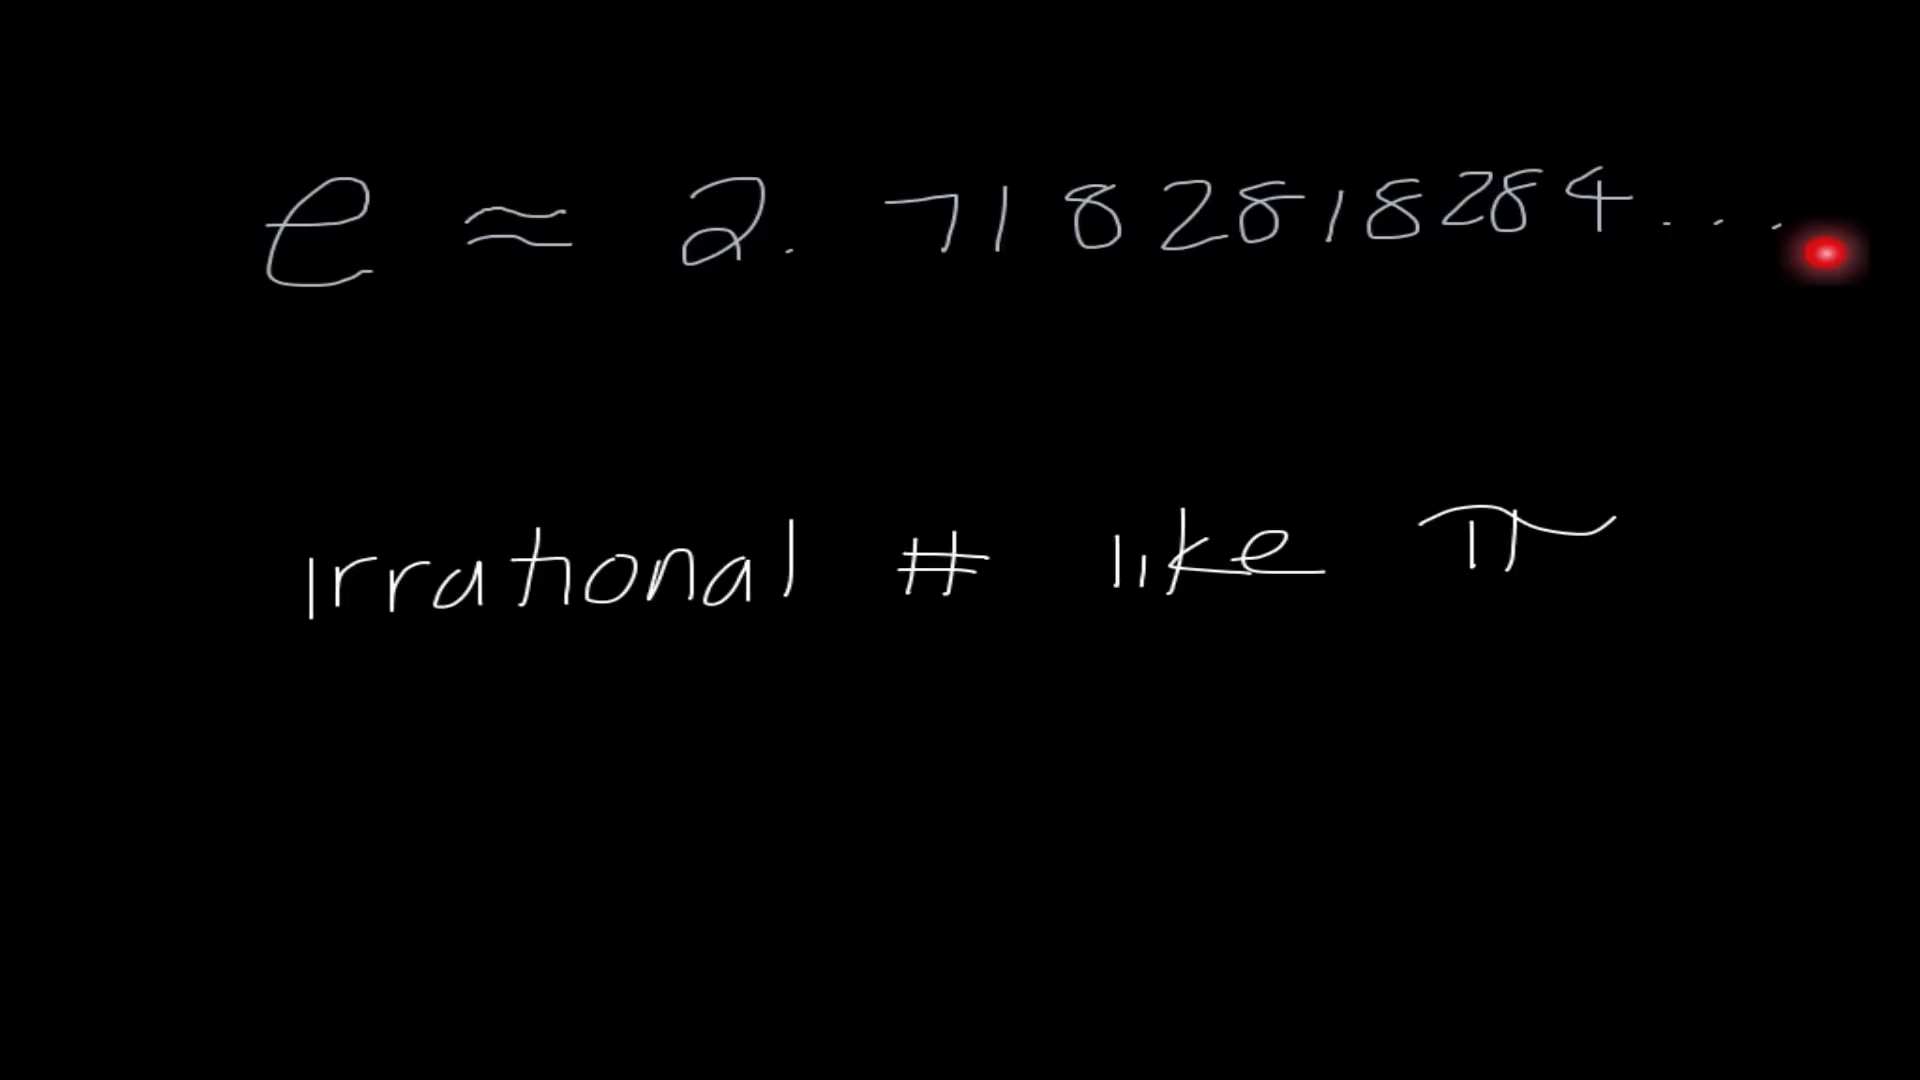 e ≈ 2.718281828​4...
irrational # like π